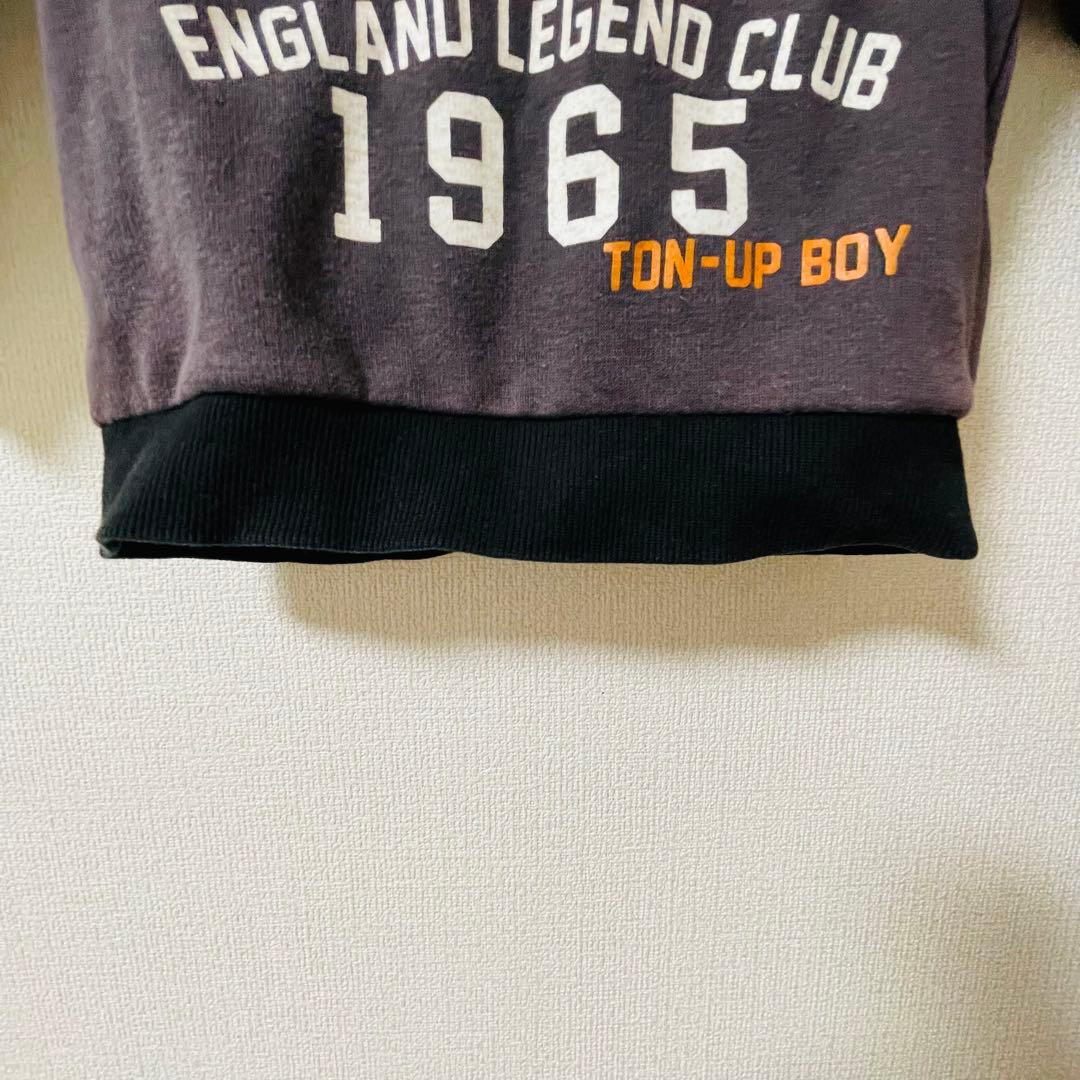 ENGLAND LEGEND CLUB
1965
TON-UP BOY